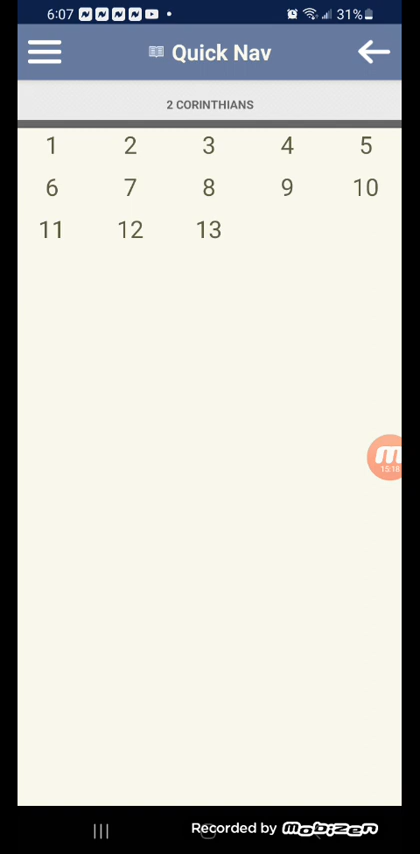 6:07 31%
Quick Nav
2 CORINTHIANS
1 2 3 4 5
6 7 8 9 10
11 12 13
15:18
Recorded by MOBIZEN